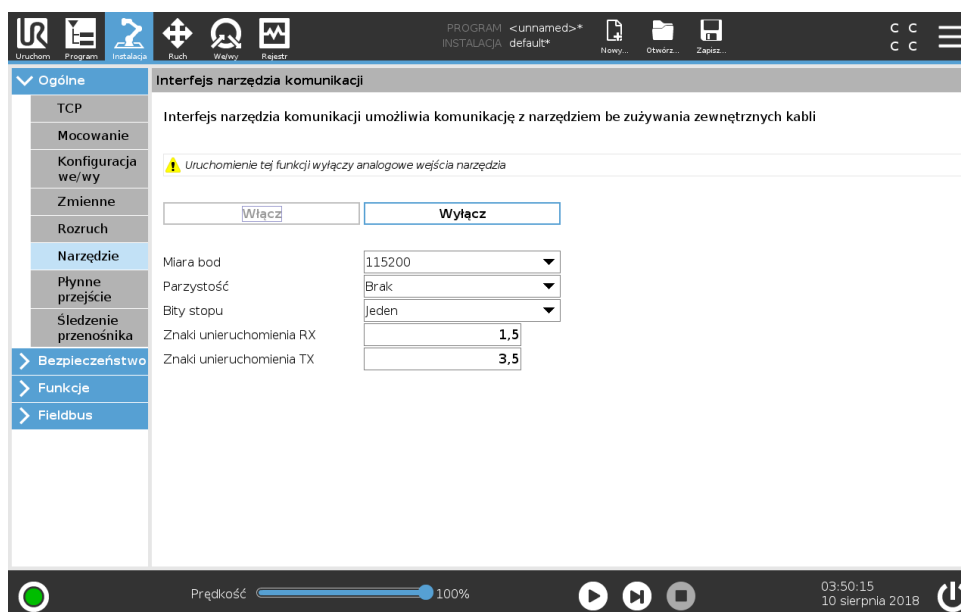 UR
PROGRAM <unnamed>*
INSTALACJA default*
Uruchom Program Instalacja Ruch We/wy Rejestr Nowy... Otwórz... Zapisz...
C C
C C
Ogólne
TCP
Mocowanie
Konfiguracja
we/wy
Zmienne
Rozruch
Narzędzie
Płynne
przejście
Śledzenie
przenośnika
Bezpieczeństwo
Funkcje
Fieldbus
Interfejs narzędzia komunikacji
Interfejs narzędzia komunikacji umożliwia komunikację z narzędziem be zużywania zewnętrznych kabli
Uruchomienie tej funkcji wyłączy analogowe wejścia narzędzia
Włącz Wyłącz
Miara bod 115200
Parzystość Brak
Bity stopu Jeden
Znaki unieruchomienia RX 1,5
Znaki unieruchomienia TX 3,5
Prędkość 100%
03:50:15
10 sierpnia 2018